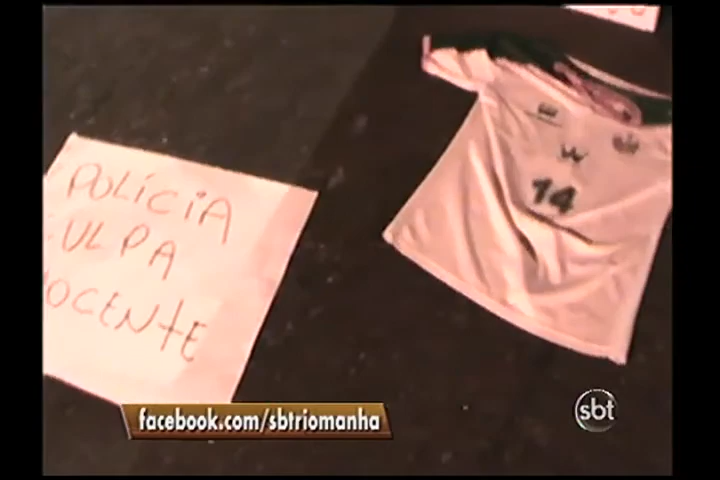 POLÍCIA
ULPA
OCENTE
14
facebook.com/sbtriomanha
sbt